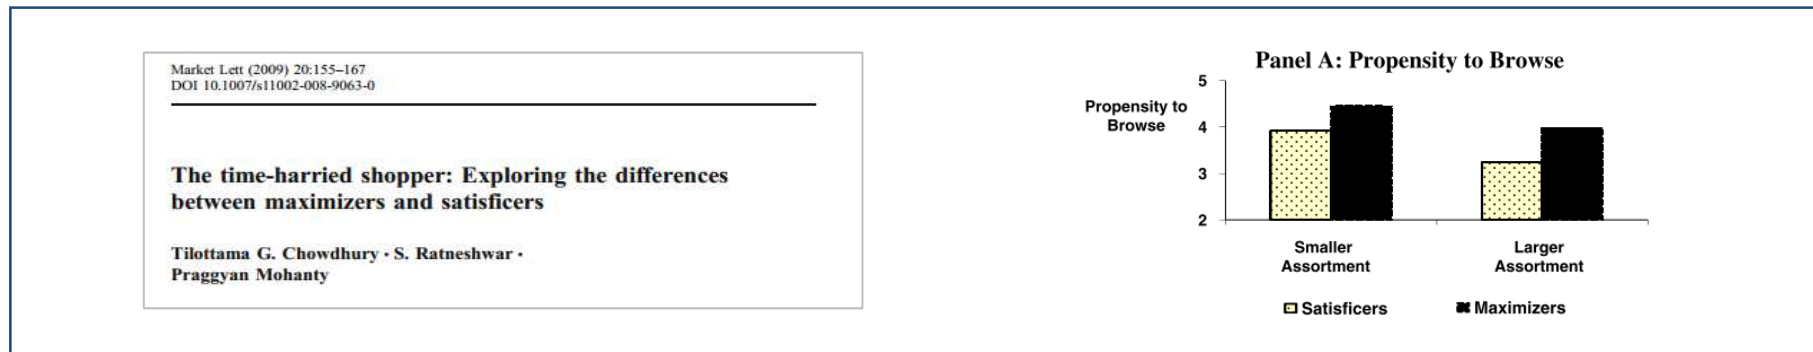 Market Lett (2009) 20:155–167
DOI 10.1007/s11002-008-9063-0
The time-harried shopper: Exploring the differences
between maximizers and satisficers
Tilottama G. Chowdhury · S. Ratneshwar ·
Praggyan Mohanty
Panel A: Propensity to Browse
Propensity to
Browse
5
4
3
2
Smaller
Assortment
Larger
Assortment
Satisficers
Maximizers